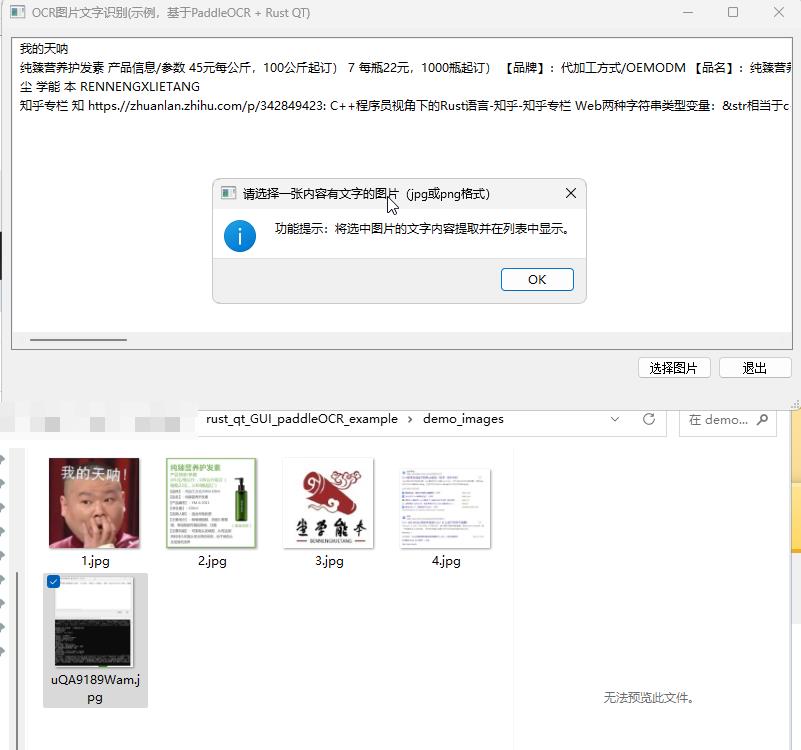 OCR图片文字识别(示例，基于PaddleOCR + Rust QT)
我的天呐
纯臻营养护发素 产品信息/参数 45元每公斤，100公斤起订） 7 每瓶22元，1000瓶起订） 【品牌】：代加工方式/OEMODM 【品名】：纯臻营养
尘 学能 本 RENNENGXLIETANG
知乎专栏 知 https://zhuanlan.zhihu.com/p/342849423: C++程序员视角下的Rust语言-知乎-知乎专栏 Web两种字符串类型变量：&str相当于c
请选择一张内容有文字的图片（jpg或png格式）
功能提示：将选中图片的文字内容提取并在列表中显示。
OK
选择图片
退出
rust_qt_GUI_paddleOCR_example › demo_images
在 demo...
我的天呐!
纯臻营养护发素
坐学能本
1.jpg
2.jpg
3.jpg
4.jpg
uQA9189Wam.j
pg
无法预览此文件。